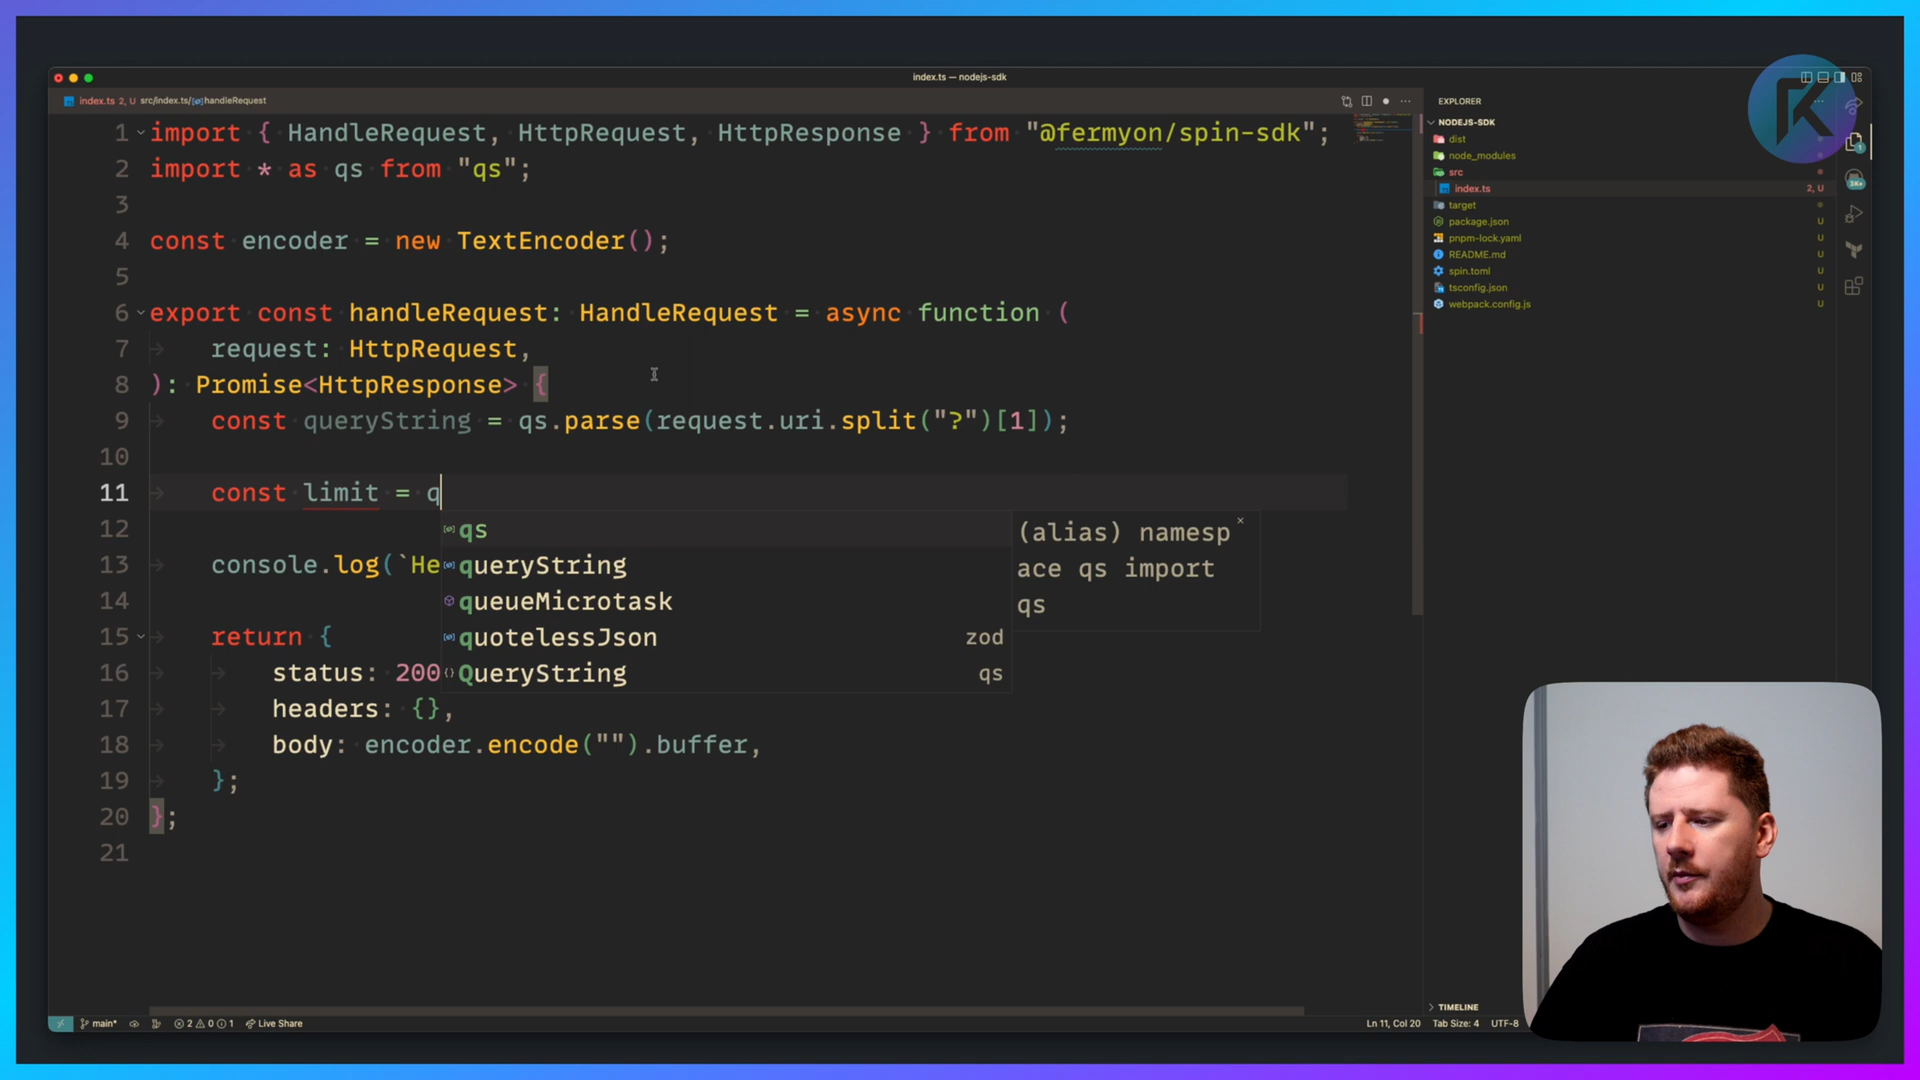 index.ts — nodejs-sdk
index.ts 2, U src/index.ts/handleRequest
1 import { HandleRequest, HttpRequest, HttpResponse } from "@fermyon/spin-sdk";
2 import * as qs from "qs";
3
4 const encoder = new TextEncoder();
5
6 export const handleRequest: HandleRequest = async function (
7 request: HttpRequest,
8 ): Promise<HttpResponse> {
9 const queryString = qs.parse(request.uri.split("?")[1]);
10
11 const limit = q
12
13 console.log(`He
14
15 return {
16 status: 200
17 headers: {},
18 body: encoder.encode("").buffer,
19 };
20 };
21
qs
queryString
queueMicrotask
quotelessJson zod
QueryString qs
(alias) namesp
ace qs import
qs
EXPLORER
NODEJS-SDK
dist
node_modules
src
index.ts 2, U
target
package.json U
pnpm-lock.yaml U
README.md U
spin.toml U
tsconfig.json U
webpack.config.js U
1
3K+
TIMELINE
main* 2 0 1 Live Share
Ln 11, Col 20 Tab Size: 4 UTF-8